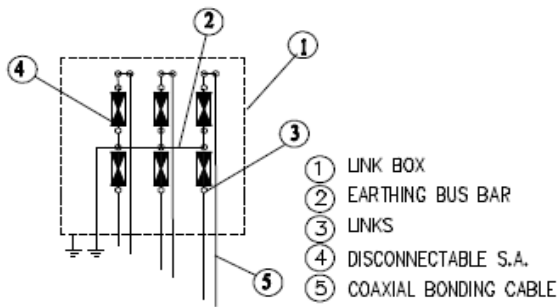 2
1
4
3
5
1 LINK BOX
2 EARTHING BUS BAR
3 LINKS
4 DISCONNECTABLE S.A.
5 COAXIAL BONDING CABLE